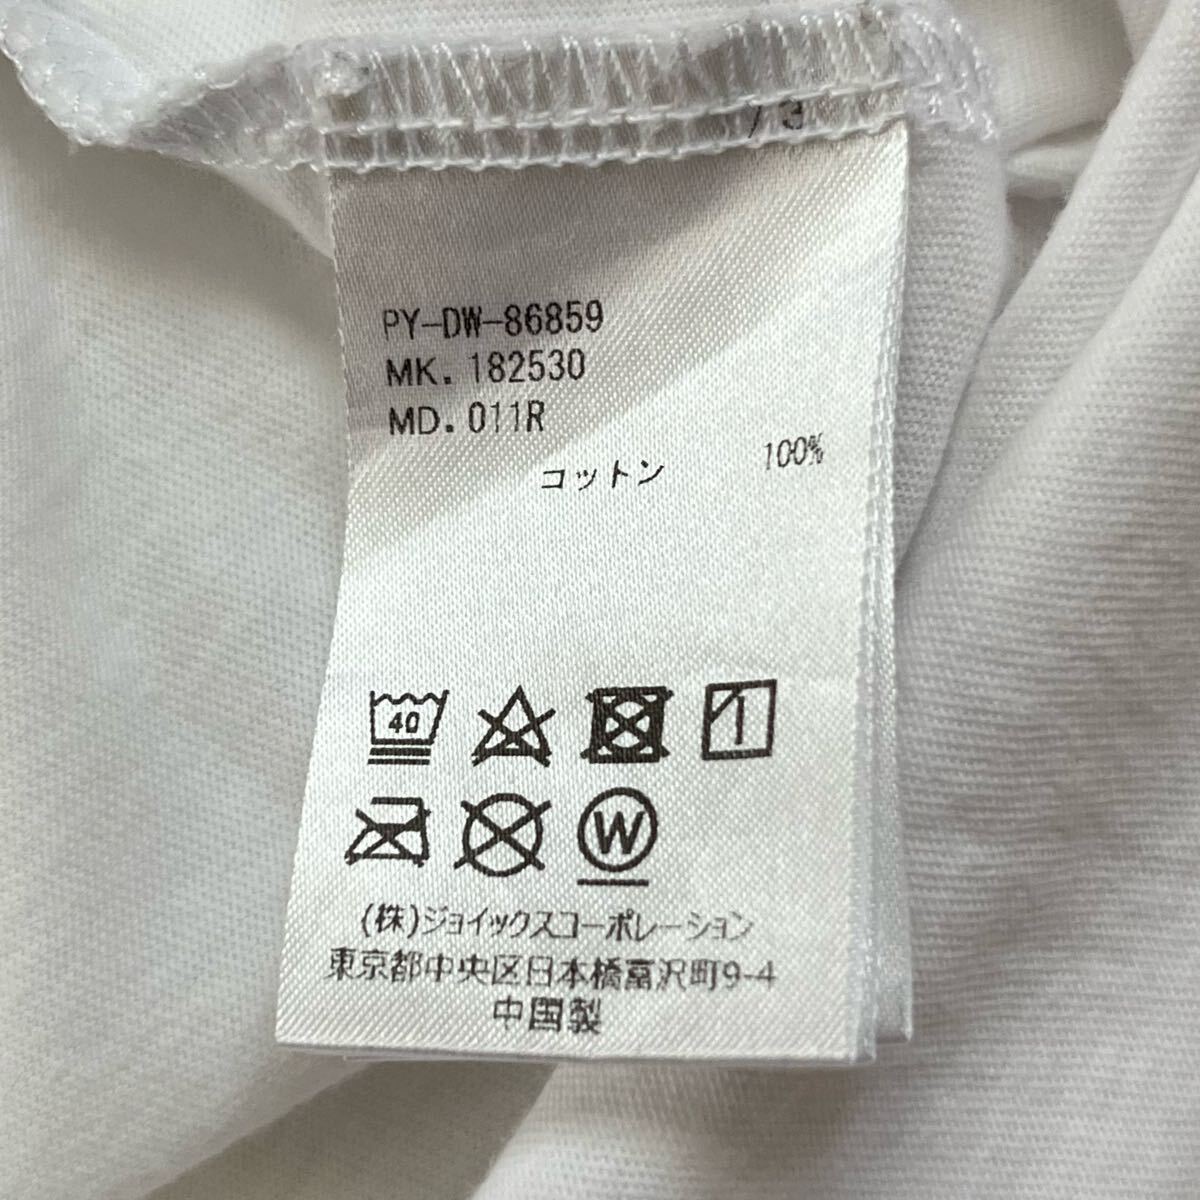 PY-DW-86859
MK. 182530
MD. 011R
コットン 100%
40
W
(株)ジョイックスコーポレーション
東京都中央区日本橋富沢町9-4
中国製